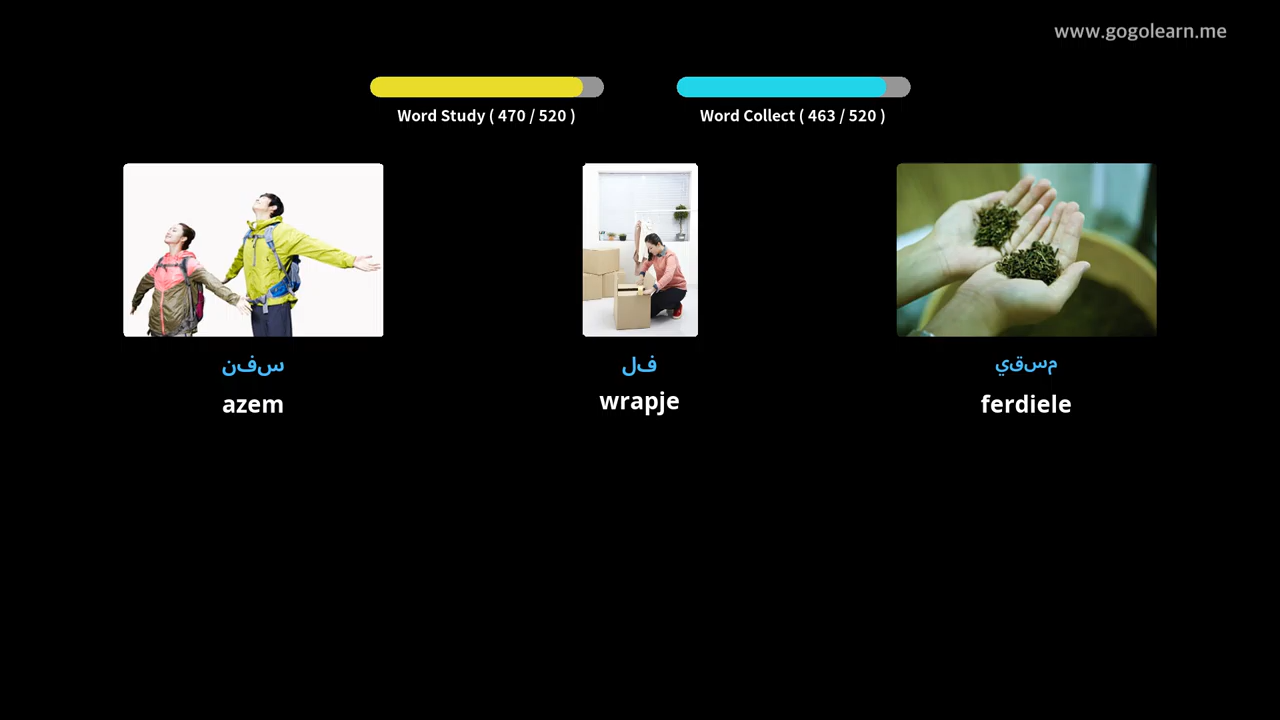 www.gogolearn.me
Word Study ( 470 / 520 )
Word Collect ( 463 / 520 )
سفن
فل
مسقي
azem
wrapje
ferdiele